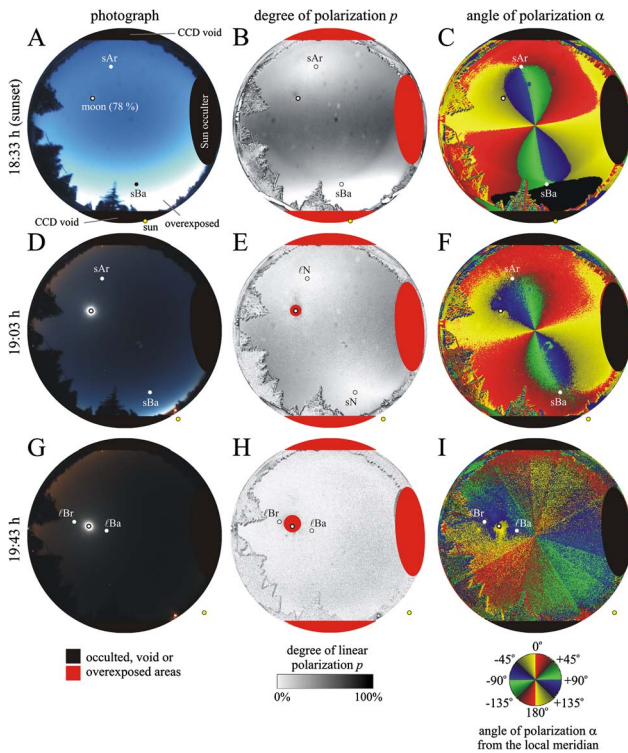 photograph
degree of polarization p
angle of polarization α
18:33 h (sunset)
A
CCD void
sAr
moon (78 %)
Sun occulter
sBa
CCD void
sun
overexposed
B
sAr
sBa
C
sAr
sBa
19:03 h
D
sAr
sBa
E
ℓN
sN
F
sAr
sBa
19:43 h
G
ℓBr
ℓBa
H
ℓBr
ℓBa
I
ℓBr
ℓBa
occulted, void or
overexposed areas
degree of linear
polarization p
0%
100%
0°
-45°
+45°
-90°
+90°
-135°
+135°
180°
angle of polarization α
from the local meridian